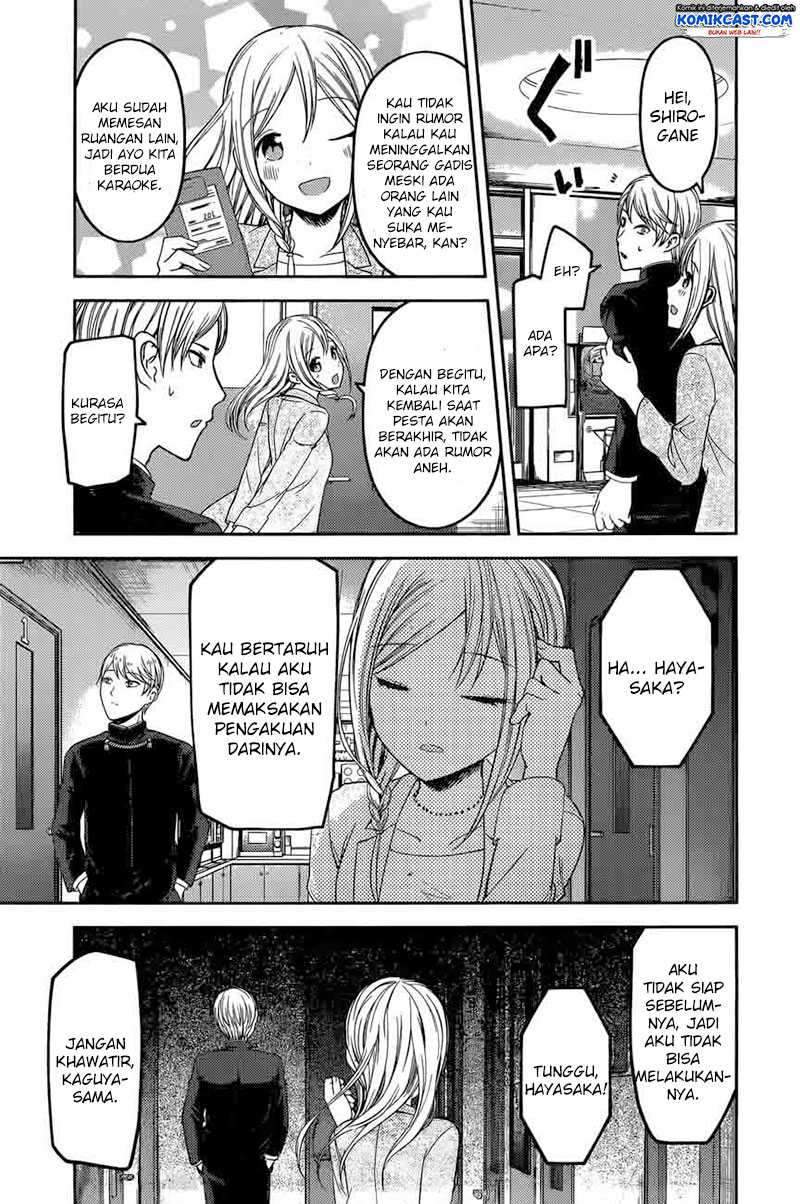 Komik ini diterjemahkan & diedit oleh
KOMIKCAST.COM
BUKAN WEB LAIN!!!
HEI,
SHIRO-
GANE
EH?
ADA
APA?
KAU TIDAK
INGIN RUMOR
KALAU KAU
MENINGGALKAN
SEORANG GADIS
MESKI ADA
ORANG LAIN
YANG KAU
SUKA ME-
NYEBAR, KAN?
AKU SUDAH
MEMESAN
RUANGAN LAIN,
JADI AYO KITA
BERDUA
KARAOKE.
201
DENGAN BEGITU,
KALAU KITA
KEMBALI SAAT
PESTA AKAN
BERAKHIR, TIDAK
AKAN ADA RUMOR
ANEH.
KURASA
BEGITU?
HA... HAYA-
SAKA?
KAU BERTARUH
KALAU AKU
TIDAK BISA
MEMAKSAKAN
PENGAKUAN
DARINYA.
1
AKU
TIDAK SIAP
SEBELUM-
NYA, JADI
AKU TIDAK
BISA
MELAKUKAN-
NYA.
TUNGGU,
HAYASAKA!
JANGAN
KHAWATIR,
KAGUYA-
SAMA.